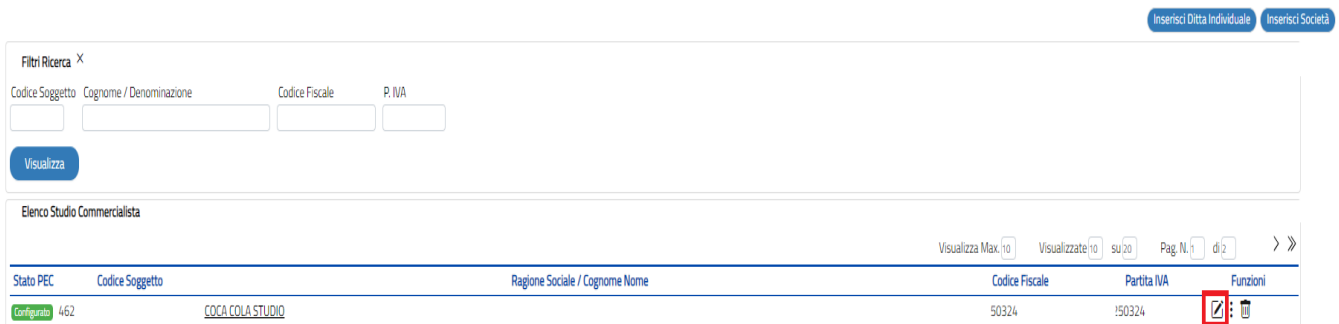 Inserisci Ditta Individuale Inserisci Società
Filtri Ricerca X
Codice Soggetto Cognome / Denominazione Codice Fiscale P. IVA
Visualizza
Elenco Studio Commercialista
Visualizza Max. 10 Visualizzate 10 su 20 Pag. N. 1 di 2
Stato PEC Codice Soggetto Ragione Sociale / Cognome Nome Codice Fiscale Partita IVA Funzioni
Configurato 462 COCA COLA STUDIO 50324 50324